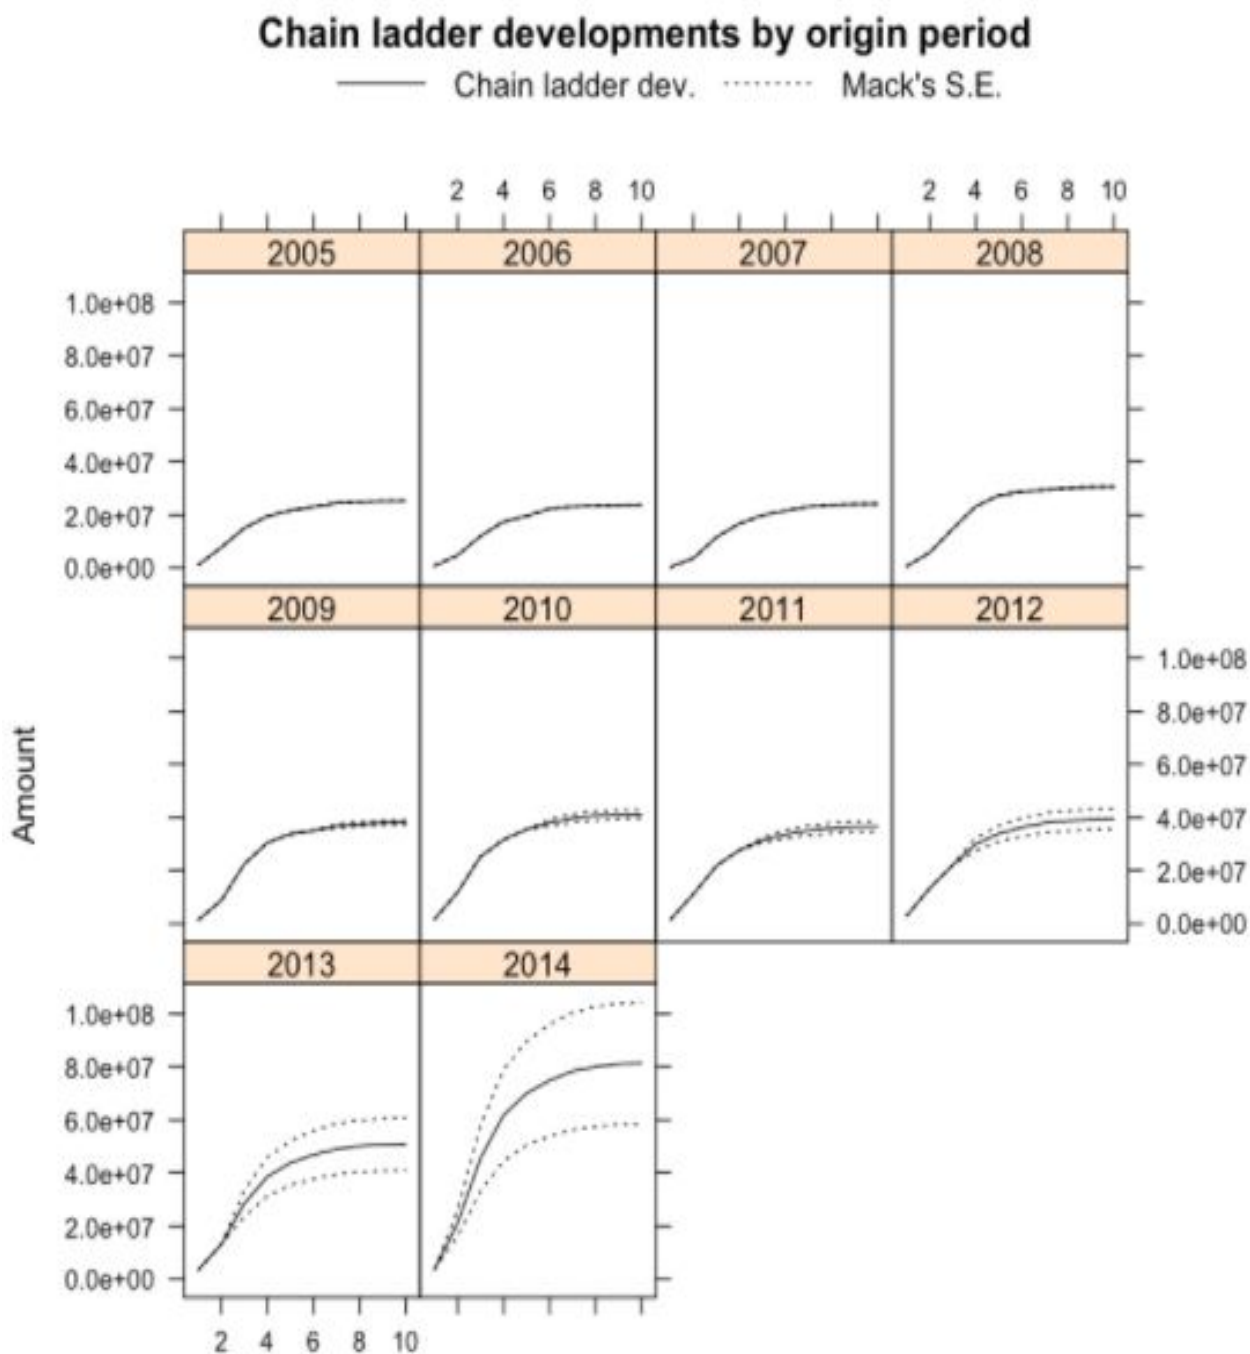 Chain ladder developments by origin period
Chain ladder dev. Mack's S.E.
2 4 6 8 10 2 4 6 8 10
2005 2006 2007 2008
1.0e+08
8.0e+07
6.0e+07
4.0e+07
2.0e+07
0.0e+00
2009 2010 2011 2012
1.0e+08
8.0e+07
6.0e+07
4.0e+07
2.0e+07
0.0e+00
Amount
2013 2014
1.0e+08
8.0e+07
6.0e+07
4.0e+07
2.0e+07
0.0e+00
2 4 6 8 10